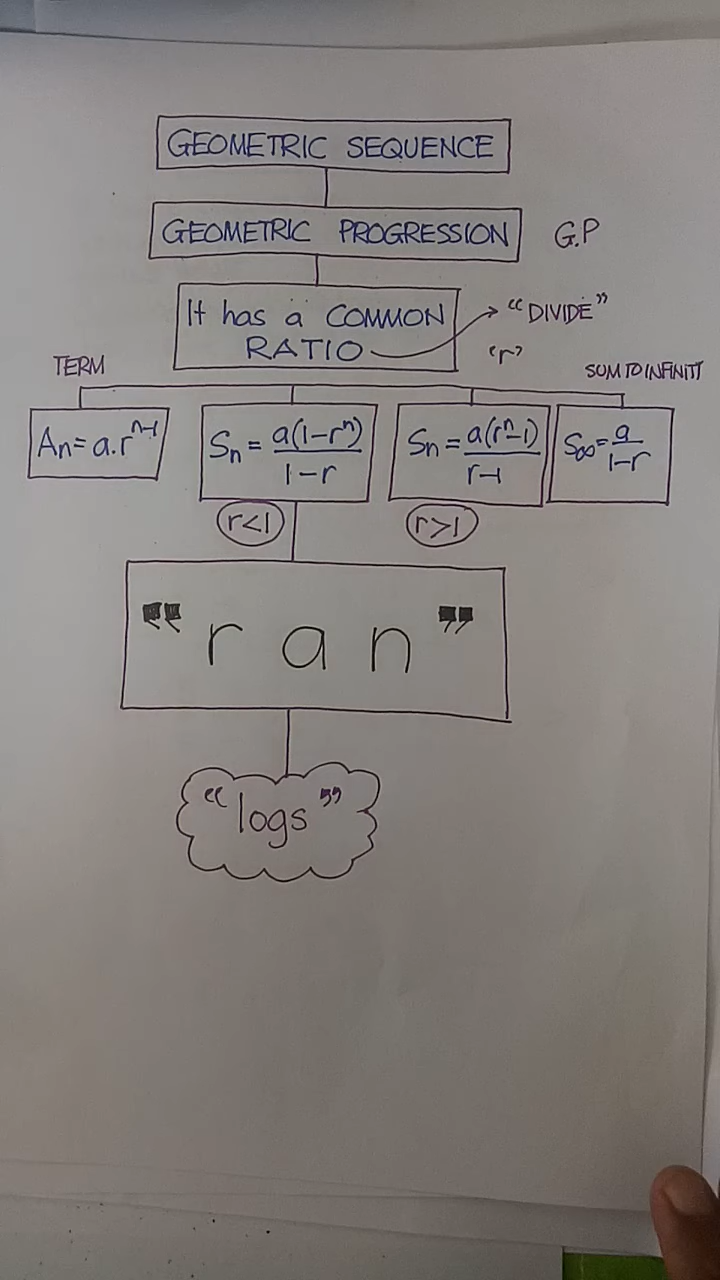 GEOMETRIC SEQUENCE
GEOMETRIC PROGRESSION G.P
It has a COMMON
RATIO
"DIVIDE"
"r"
TERM
SUM TO INFINITY
An = a.r^n-1
Sn = a(1-r^n)/1-r
Sn = a(r^n-1)/r-1
S∞ = a/1-r
r<1
r>1
"ran"
"logs"